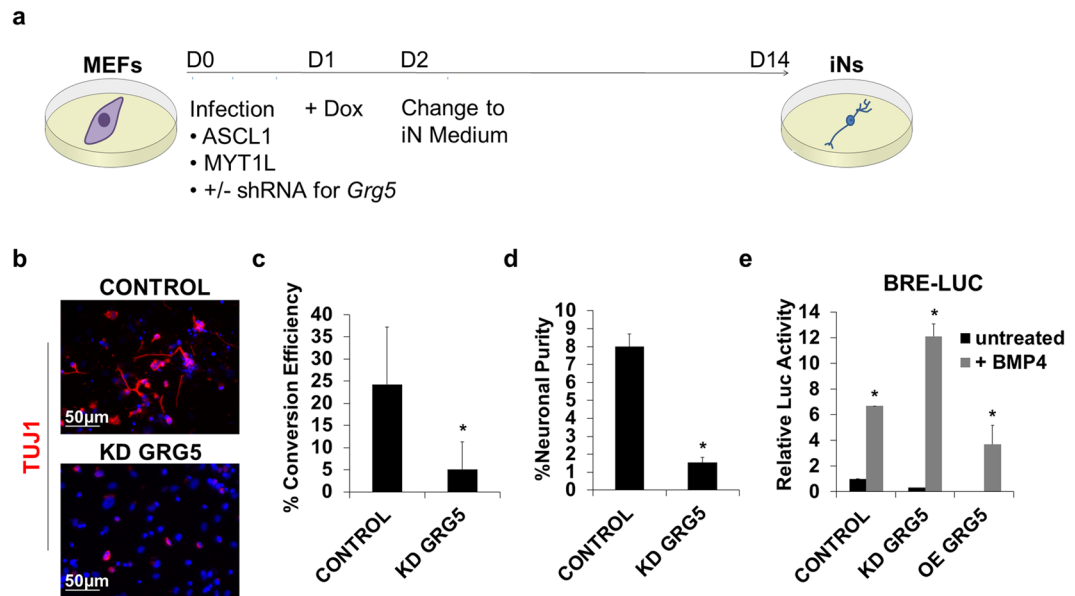 a
MEFs
D0
D1
D2
D14
iNs
Infection
+ Dox
Change to
iN Medium
• ASCL1
• MYT1L
• +/- shRNA for Grg5
b
CONTROL
50µm
KD GRG5
50µm
TUJ1
c
% Conversion Efficiency
40
35
30
25
20
15
10
5
0
*
CONTROL
KD GRG5
d
%Neuronal Purity
10
9
8
7
6
5
4
3
2
1
0
*
CONTROL
KD GRG5
e
BRE-LUC
Relative Luc Activity
14
12
10
8
6
4
2
0
*
*
*
untreated
+ BMP4
CONTROL
KD GRG5
OE GRG5